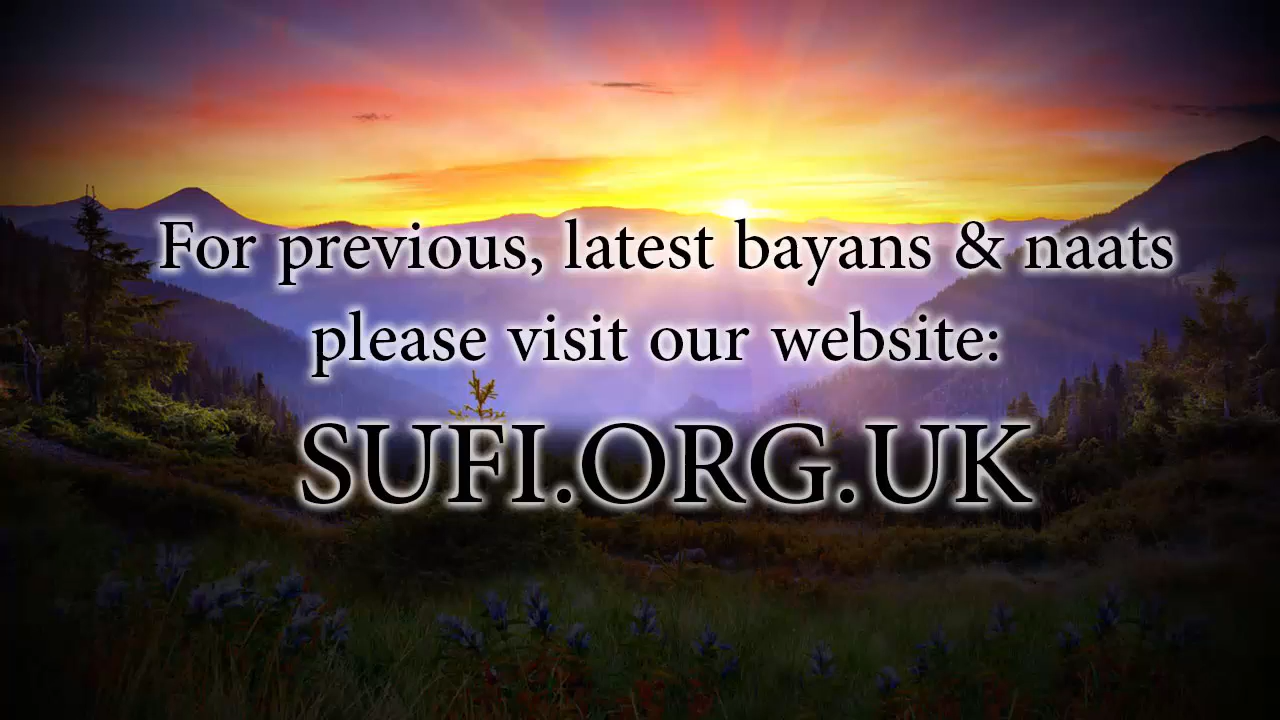 For previous, latest bayans & naats
please visit our website:
SUFI.ORG.UK